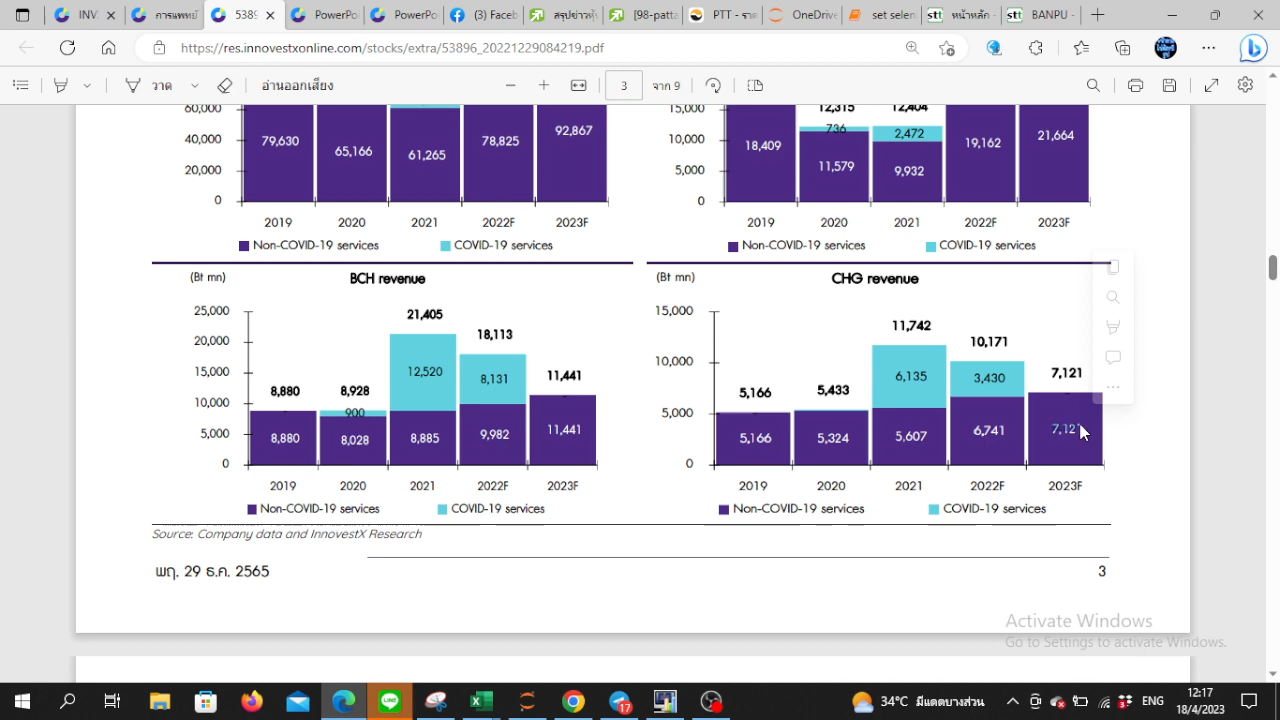 INV
การแพทย์
5389
PowerPo
PowerPo
(3) Faceb
สรุปข่าวหุ้
[98-patta
PTT - ราค
OneDrive
set selen
หน้าหลัก -
BANPU -
https://res.innovestxonline.com/stocks/extra/53896_20221229084219.pdf
วาด
อ่านออกเสียง
3
จาก 9
60,000
40,000
20,000
0
79,630
65,166
61,265
78,825
92,867
2019
2020
2021
2022F
2023F
Non-COVID-19 services
COVID-19 services
15,000
10,000
5,000
0
12,315
12,404
18,409
736
11,579
2,472
9,932
19,162
21,664
2019
2020
2021
2022F
2023F
Non-COVID-19 services
COVID-19 services
(Bt mn)
BCH revenue
25,000
20,000
15,000
10,000
5,000
0
8,880
8,928
21,405
18,113
11,441
8,880
900
8,028
12,520
8,885
8,131
9,982
11,441
2019
2020
2021
2022F
2023F
Non-COVID-19 services
COVID-19 services
(Bt mn)
CHG revenue
15,000
10,000
5,000
0
5,166
5,433
11,742
10,171
7,121
5,166
5,324
6,135
5,607
3,430
6,741
7,121
2019
2020
2021
2022F
2023F
Non-COVID-19 services
COVID-19 services
Source: Company data and InnovestX Research
พฤ. 29 ธ.ค. 2565
3
Activate Windows
Go to Settings to activate Windows.
17
34°C มีแดดบางส่วน
ENG
12:17
18/4/2023